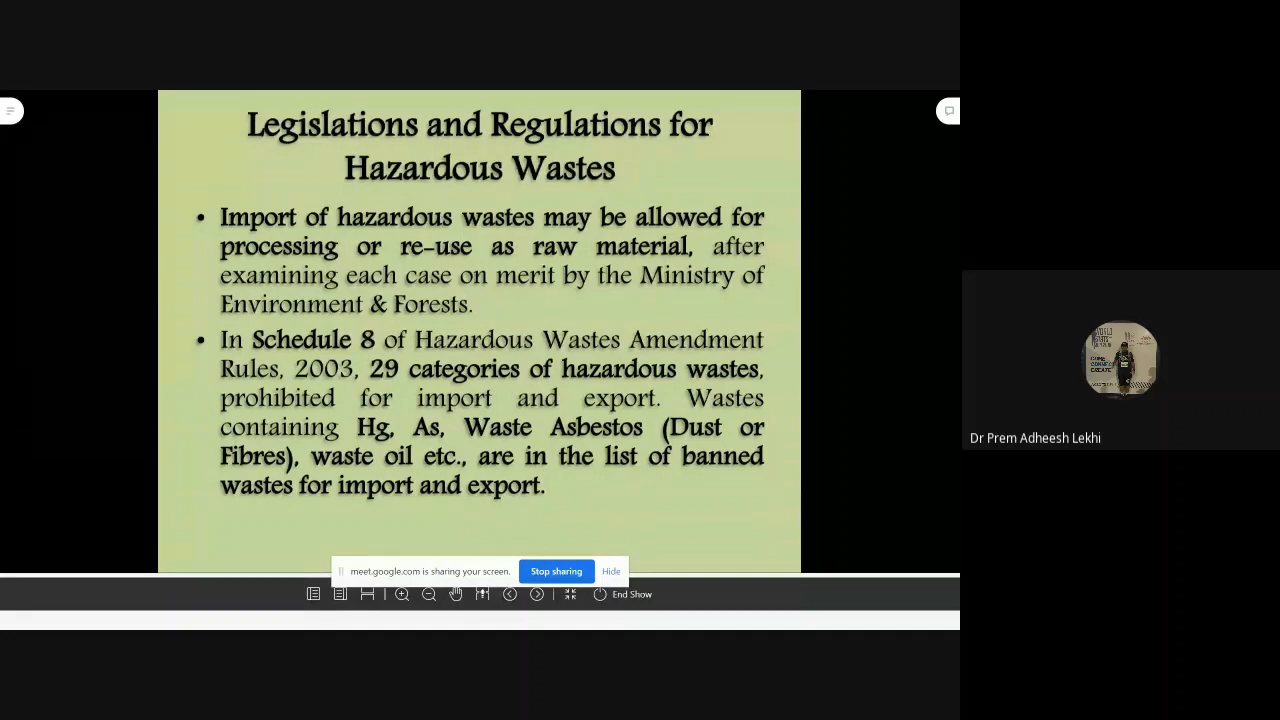 Legislations and Regulations for
Hazardous Wastes
• Import of hazardous wastes may be allowed for
processing or re-use as raw material, after
examining each case on merit by the Ministry of
Environment & Forests.
• In Schedule 8 of Hazardous Wastes Amendment
Rules, 2003, 29 categories of hazardous wastes,
prohibited for import and export. Wastes
containing Hg, As, Waste Asbestos (Dust or
Fibres), waste oil etc., are in the list of banned
wastes for import and export.
meet.google.com is sharing your screen.
Stop sharing
Hide
End Show
Dr Prem Adheesh Lekhi